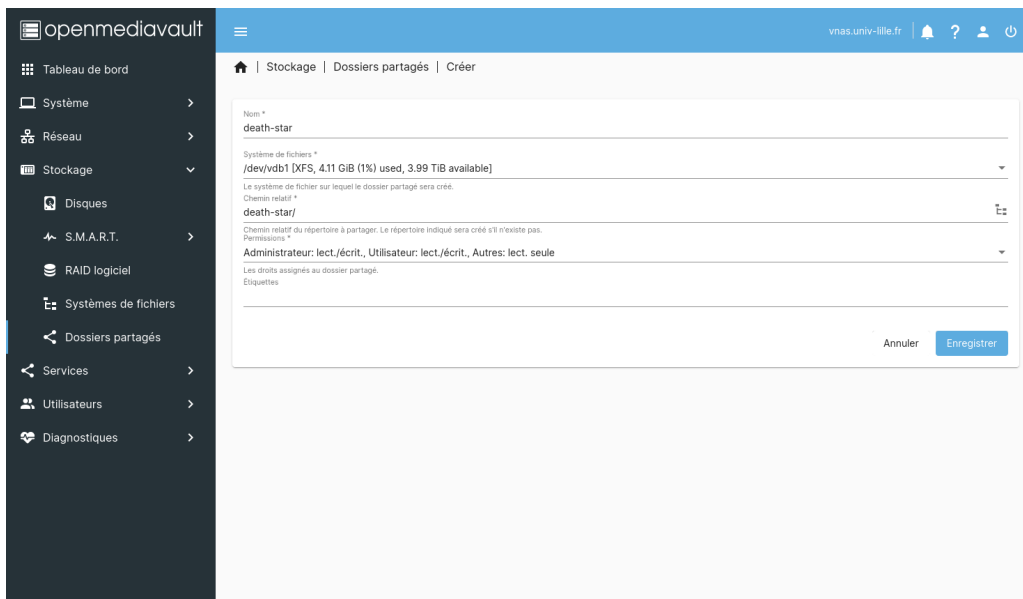 openmediavault
vnas.univ-lille.fr
Tableau de bord
Système
Réseau
Stockage
Disques
S.M.A.R.T.
RAID logiciel
Systèmes de fichiers
Dossiers partagés
Services
Utilisateurs
Diagnostiques
| Stockage | Dossiers partagés | Créer
Nom *
death-star
Système de fichiers *
/dev/vdb1 [XFS, 4.11 GiB (1%) used, 3.99 TiB available]
Le système de fichier sur lequel le dossier partagé sera créé.
Chemin relatif *
death-star/
Chemin relatif du répertoire à partager. Le répertoire indiqué sera créé s'il n'existe pas.
Permissions *
Administrateur: lect./écrit., Utilisateur: lect./écrit., Autres: lect. seule
Les droits assignés au dossier partagé.
Étiquettes
Annuler
Enregistrer